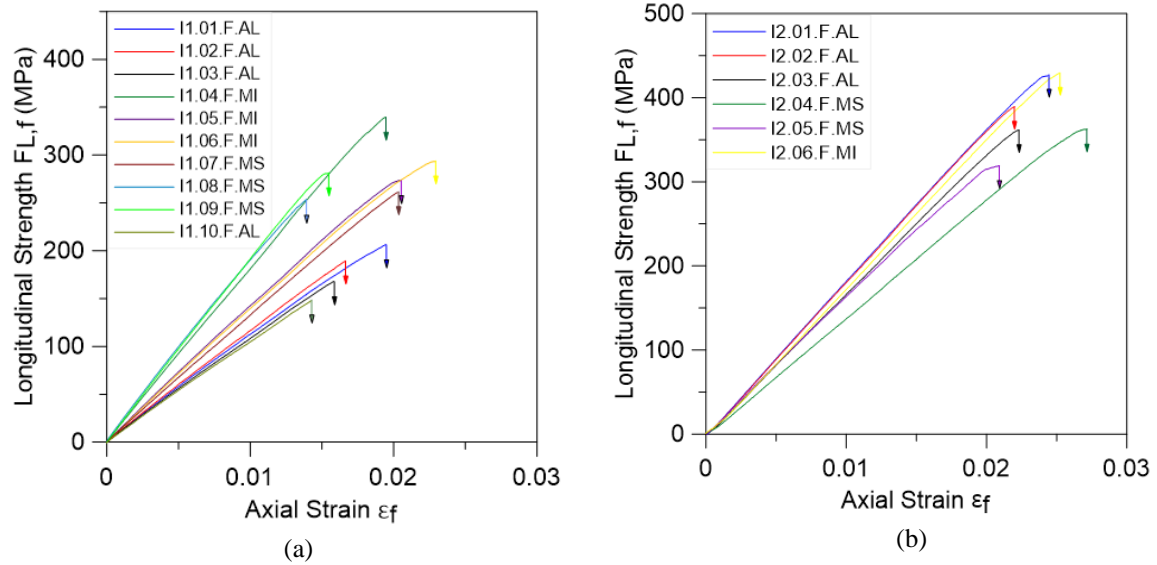 Longitudinal Strength FL,f (MPa)
400
300
200
100
0
I1.01.F.AL
I1.02.F.AL
I1.03.F.AL
I1.04.F.MI
I1.05.F.MI
I1.06.F.MI
I1.07.F.MS
I1.08.F.MS
I1.09.F.MS
I1.10.F.AL
0
0.01
0.02
0.03
Axial Strain εf
(a)
Longitudinal Strength FL,f (MPa)
500
400
300
200
100
0
I2.01.F.AL
I2.02.F.AL
I2.03.F.AL
I2.04.F.MS
I2.05.F.MS
I2.06.F.MI
0
0.01
0.02
0.03
Axial Strain εf
(b)